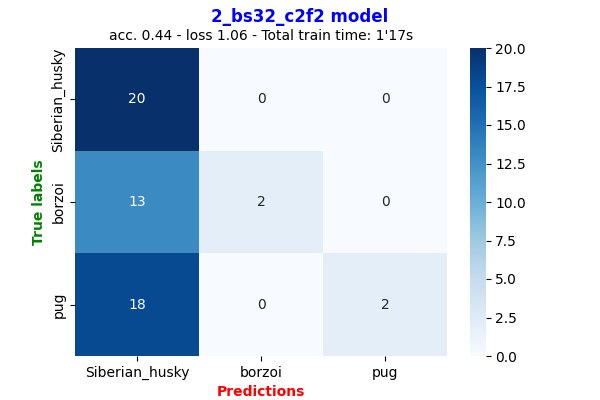 2_bs32_c2f2 model
acc. 0.44 - loss 1.06 - Total train time: 1'17s
True labels
Siberian_husky
borzoi
pug
20 0 0
13 2 0
18 0 2
Siberian_husky borzoi pug
Predictions
20.0
17.5
15.0
12.5
10.0
7.5
5.0
2.5
0.0